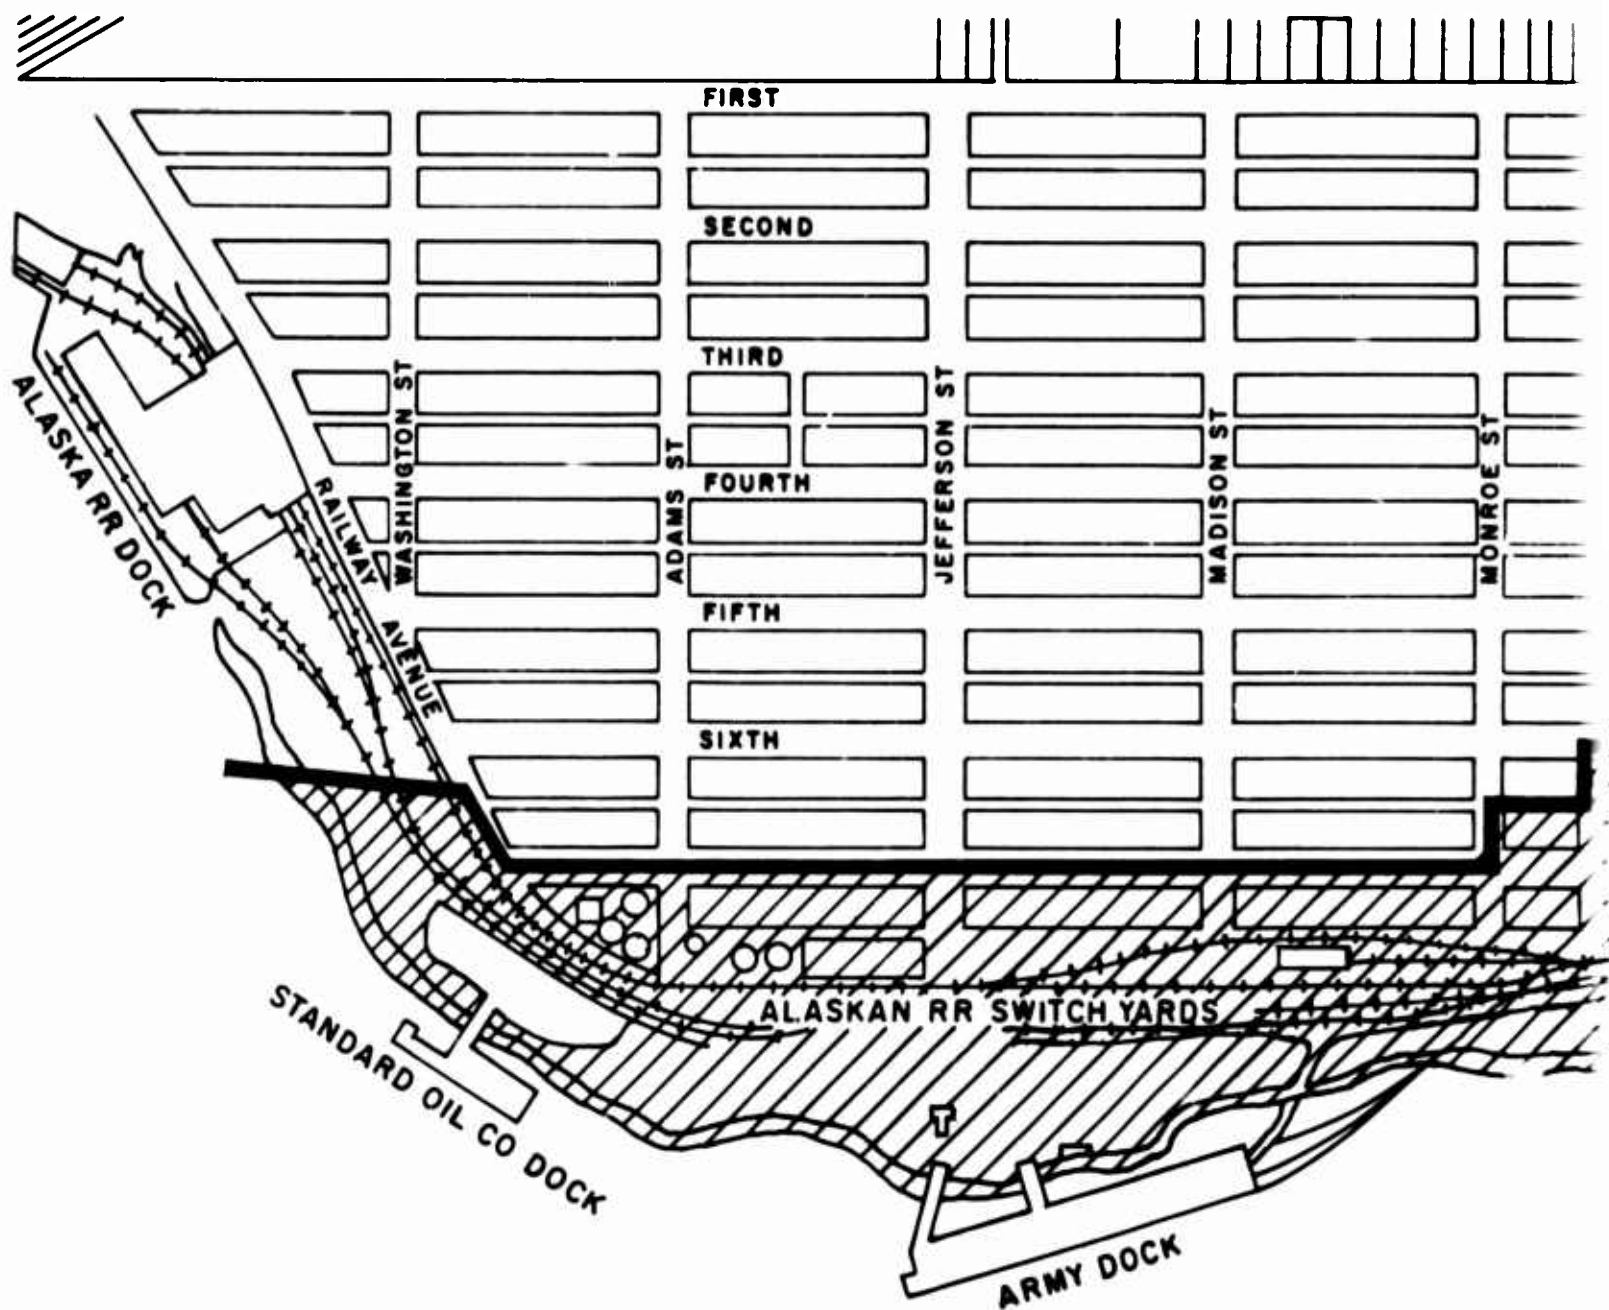 FIRST
SECOND
THIRD
FOURTH
FIFTH
SIXTH
WASHINGTON ST
ADAMS ST
JEFFERSON ST
MADISON ST
MONROE ST
RAILWAY AVENUE
ALASKA RR DOCK
ALASKAN RR SWITCH YARDS
STANDARD OIL CO DOCK
ARMY DOCK